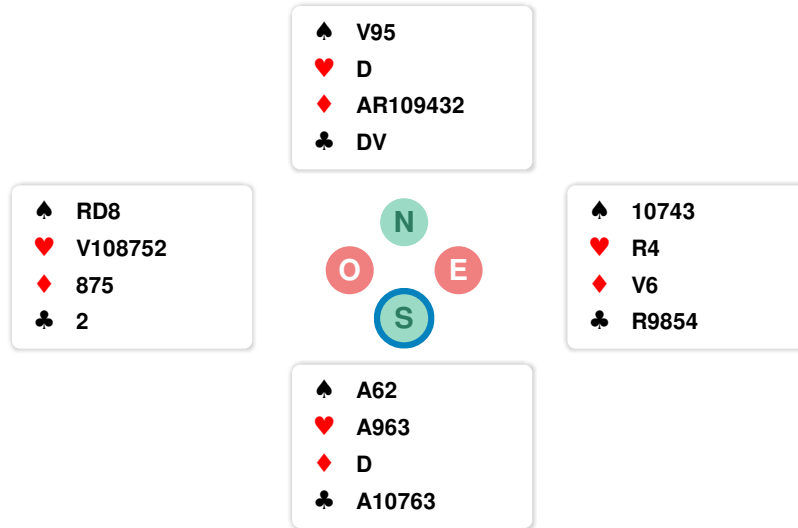 ♠ V95
♥ D
♦ AR109432
♣ DV
♠ RD8
♥ V108752
♦ 875
♣ 2
N
O
E
S
♠ 10743
♥ R4
♦ V6
♣ R9854
♠ A62
♥ A963
♦ D
♣ A10763